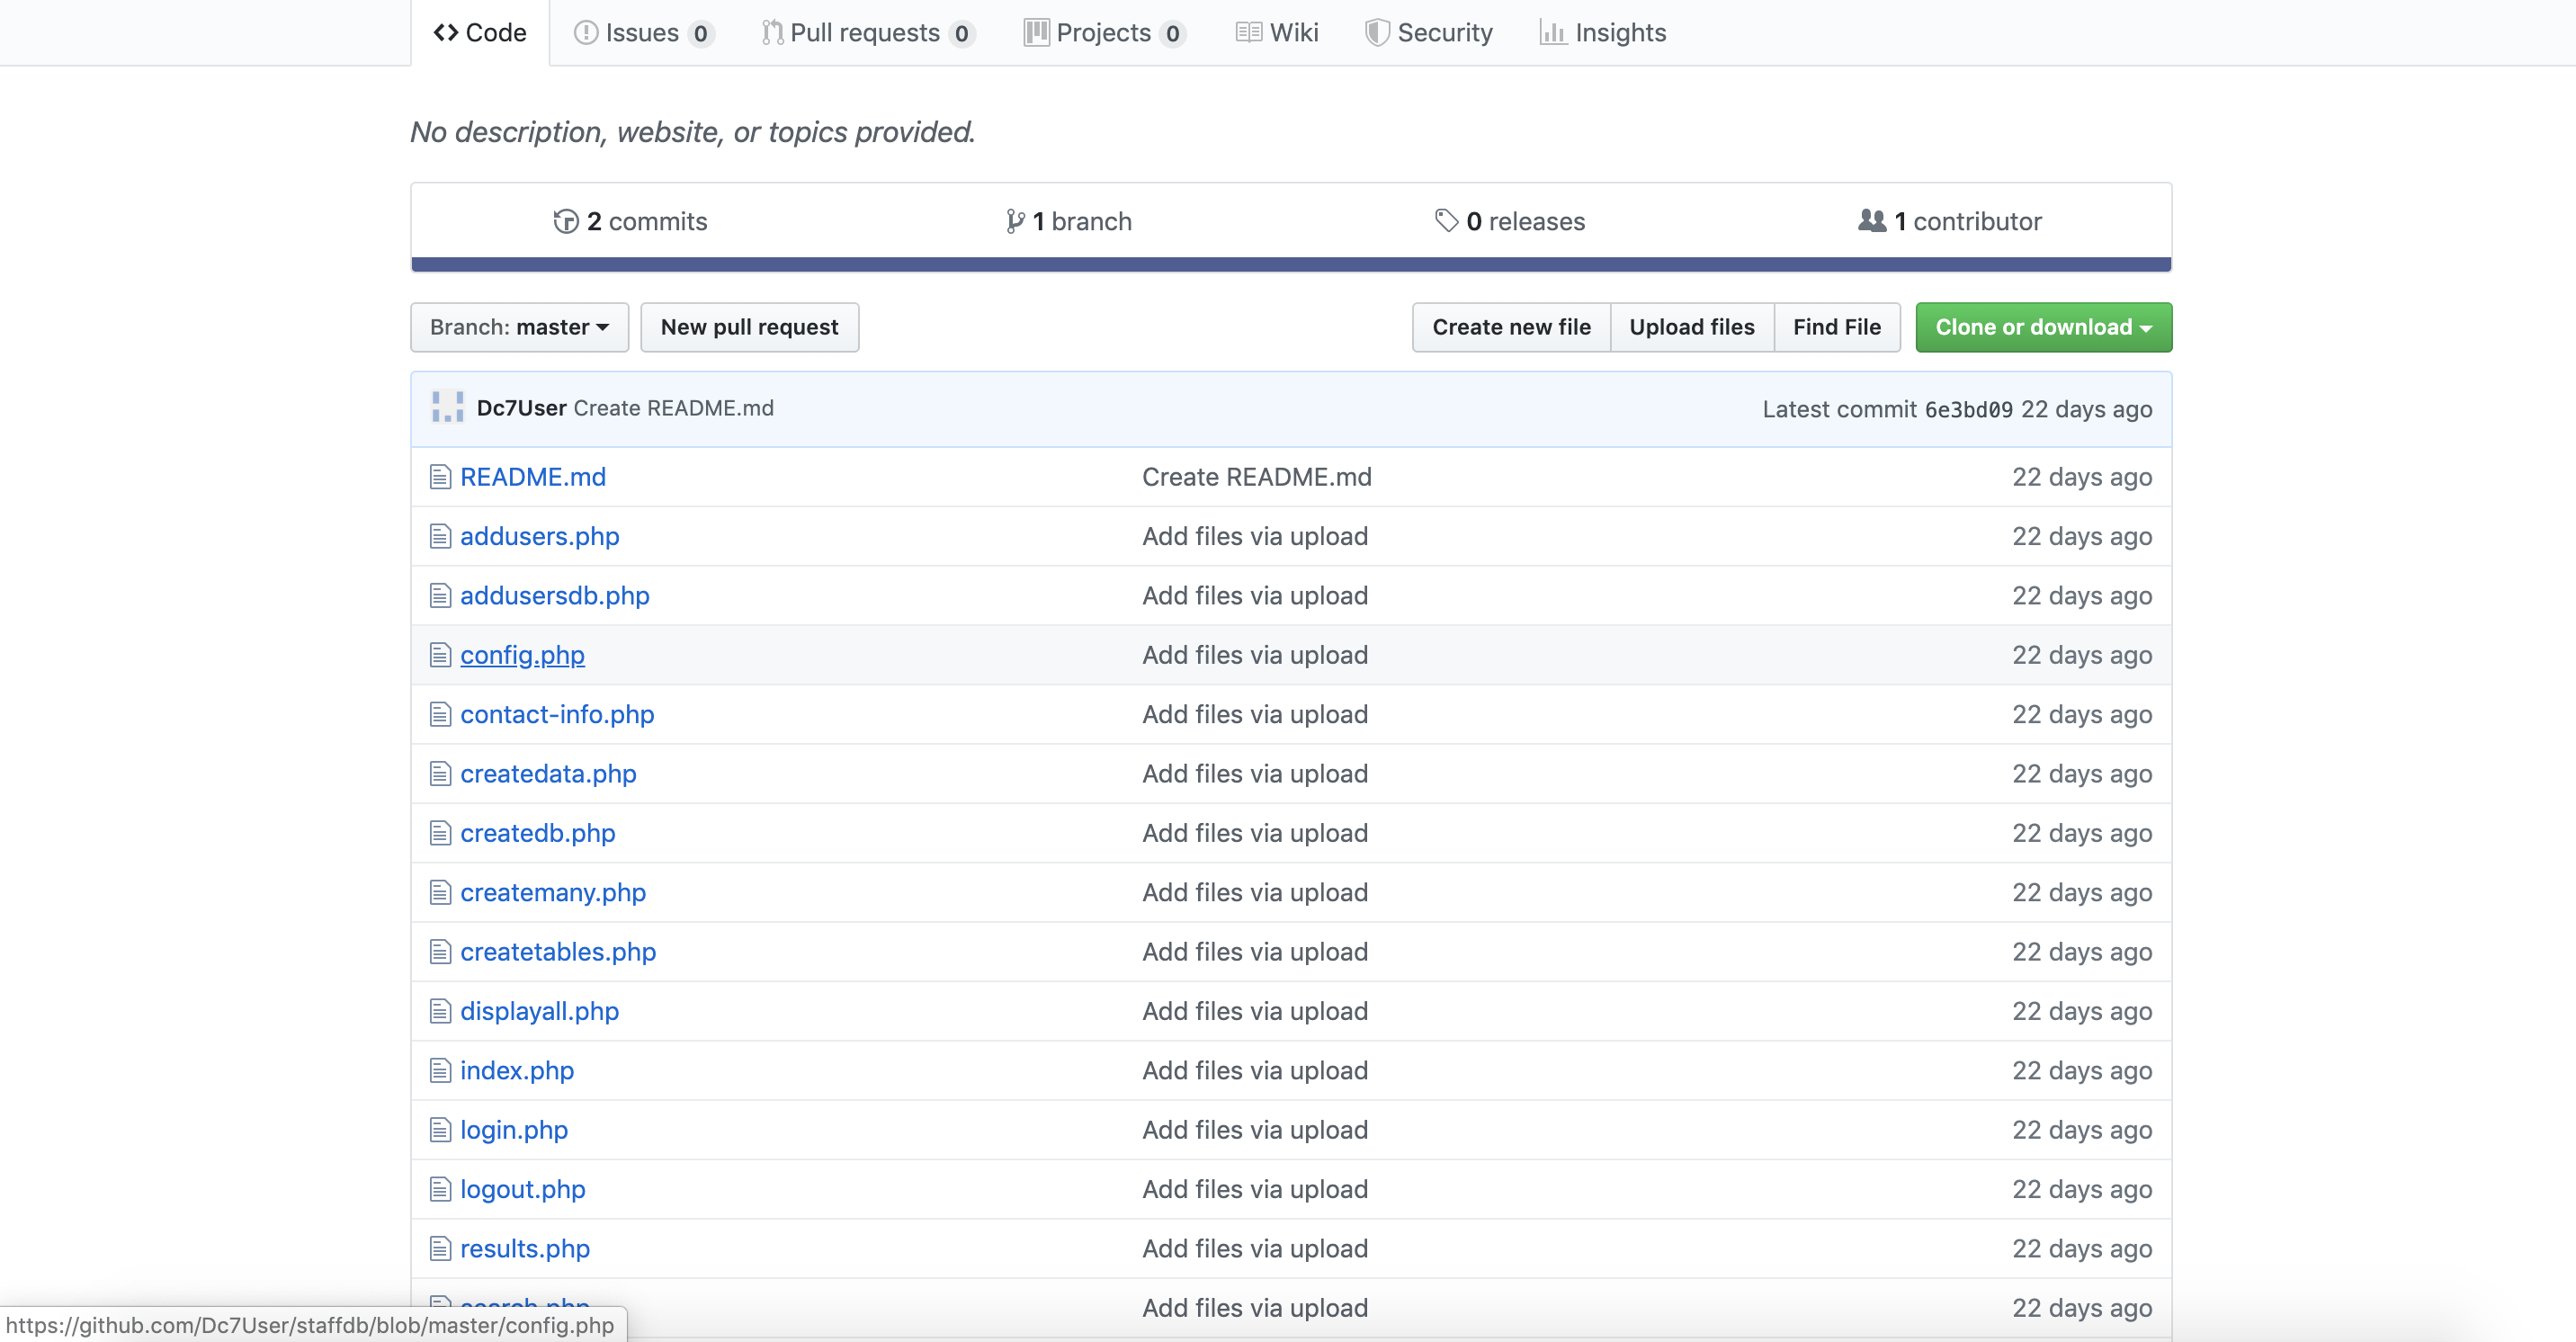 Code Issues 0 Pull requests 0 Projects 0 Wiki Security Insights
No description, website, or topics provided.
2 commits 1 branch 0 releases 1 contributor
Branch: master New pull request Create new file Upload files Find File Clone or download
Dc7User Create README.md Latest commit 6e3bd09 22 days ago
README.md Create README.md 22 days ago
addusers.php Add files via upload 22 days ago
addusersdb.php Add files via upload 22 days ago
config.php Add files via upload 22 days ago
contact-info.php Add files via upload 22 days ago
createdata.php Add files via upload 22 days ago
createdb.php Add files via upload 22 days ago
createmany.php Add files via upload 22 days ago
createtables.php Add files via upload 22 days ago
displayall.php Add files via upload 22 days ago
index.php Add files via upload 22 days ago
login.php Add files via upload 22 days ago
logout.php Add files via upload 22 days ago
results.php Add files via upload 22 days ago
search.php Add files via upload 22 days ago
https://github.com/Dc7User/staffdb/blob/master/config.php